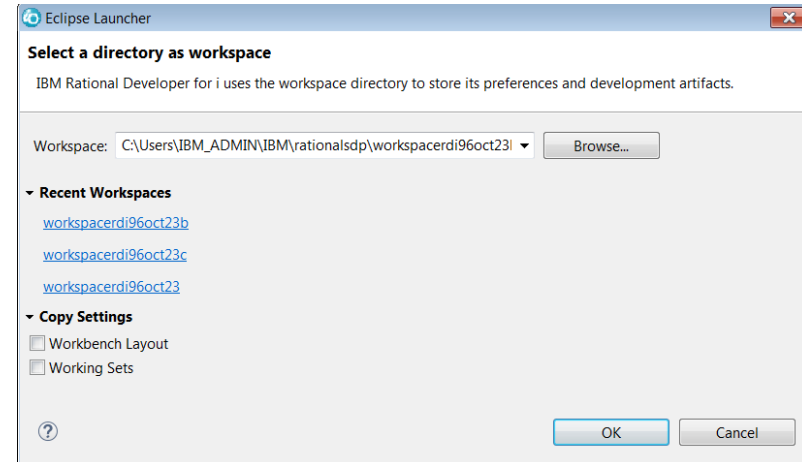 Eclipse Launcher
Select a directory as workspace
IBM Rational Developer for i uses the workspace directory to store its preferences and development artifacts.
Workspace: C:\Users\IBM_ADMIN\IBM\rationalsdp\workspacerdi96oct23 Browse...
Recent Workspaces
workspacerdi96oct23b
workspacerdi96oct23c
workspacerdi96oct23
Copy Settings
Workbench Layout
Working Sets
? OK Cancel